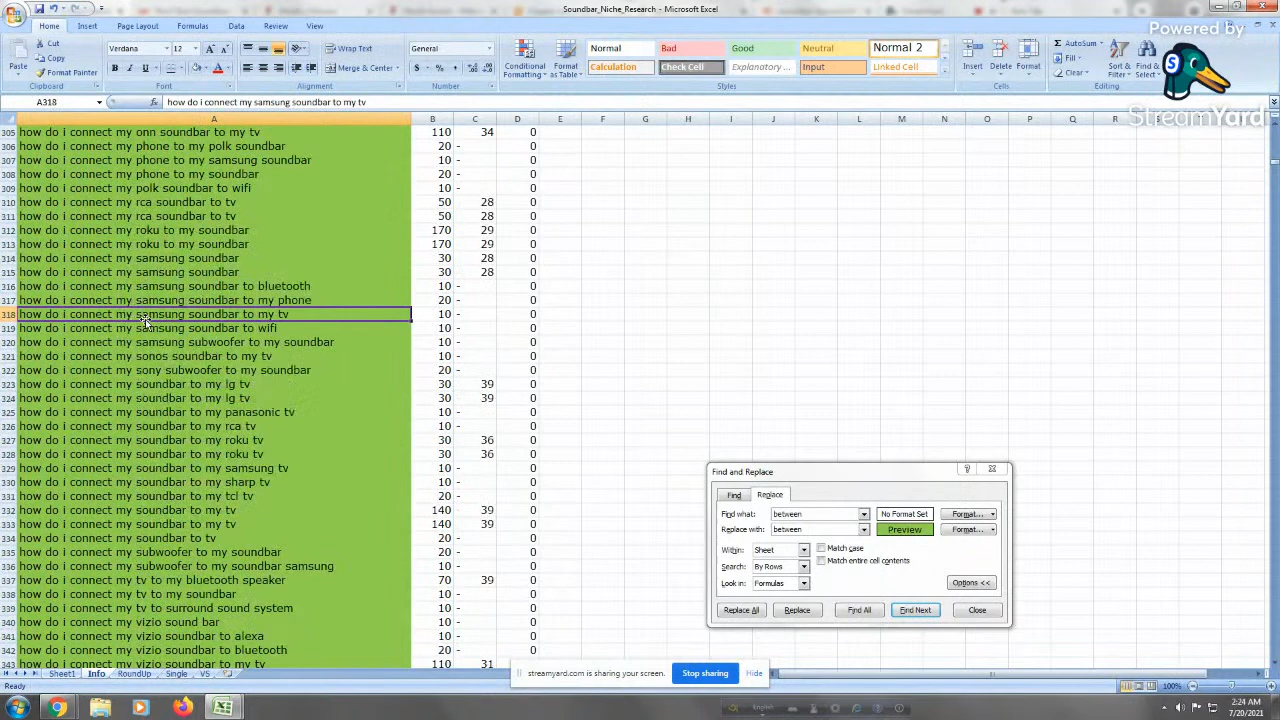 Soundbar_Niche_Research - Microsoft Excel
Home Insert Page Layout Formulas Data Review View
Powered by
StreamYard
Paste
Cut
Copy
Format Painter
Clipboard
Verdana 12
Font
Wrap Text
Merge & Center
Alignment
General
Number
Conditional Formatting
Format as Table
Normal Bad Good Neutral Normal 2
Calculation Check Cell Explanatory ... Input Linked Cell
Styles
Insert Delete Format
Cells
AutoSum
Fill
Clear
Sort & Filter
Find & Select
Editing
A318 how do i connect my samsung soundbar to my tv
A B C D E F G H I J K L M N O P Q R S
305 how do i connect my onn soundbar to my tv 110 34 0
306 how do i connect my phone to my polk soundbar 20 - 0
307 how do i connect my phone to my samsung soundbar 10 - 0
308 how do i connect my phone to my soundbar 20 - 0
309 how do i connect my polk soundbar to wifi 10 - 0
310 how do i connect my rca soundbar to tv 50 28 0
311 how do i connect my rca soundbar to tv 50 28 0
312 how do i connect my roku to my soundbar 170 29 0
313 how do i connect my roku to my soundbar 170 29 0
314 how do i connect my samsung soundbar 30 28 0
315 how do i connect my samsung soundbar 30 28 0
316 how do i connect my samsung soundbar to bluetooth 10 - 0
317 how do i connect my samsung soundbar to my phone 20 - 0
318 how do i connect my samsung soundbar to my tv 10 - 0
319 how do i connect my samsung soundbar to wifi 10 - 0
320 how do i connect my samsung subwoofer to my soundbar 10 - 0
321 how do i connect my sonos soundbar to my tv 10 - 0
322 how do i connect my sony subwoofer to my soundbar 20 - 0
323 how do i connect my soundbar to my lg tv 30 39 0
324 how do i connect my soundbar to my lg tv 30 39 0
325 how do i connect my soundbar to my panasonic tv 10 - 0
326 how do i connect my soundbar to my rca tv 10 - 0
327 how do i connect my soundbar to my roku tv 30 36 0
328 how do i connect my soundbar to my roku tv 30 36 0
329 how do i connect my soundbar to my samsung tv 10 - 0
330 how do i connect my soundbar to my sharp tv 10 - 0
331 how do i connect my soundbar to my tcl tv 20 - 0
332 how do i connect my soundbar to my tv 140 39 0
333 how do i connect my soundbar to my tv 140 39 0
334 how do i connect my soundbar to tv 20 - 0
335 how do i connect my subwoofer to my soundbar 20 - 0
336 how do i connect my subwoofer to my soundbar samsung 10 - 0
337 how do i connect my tv to my bluetooth speaker 70 39 0
338 how do i connect my tv to my soundbar 10 - 0
339 how do i connect my tv to surround sound system 10 - 0
340 how do i connect my vizio sound bar 10 - 0
341 how do i connect my vizio soundbar to alexa 10 - 0
342 how do i connect my vizio soundbar to bluetooth 20 - 0
343 how do i connect my vizio soundbar to my tv 110 31 0
Find and Replace
Find Replace
Find what: between No Format Set Format...
Replace with: between Preview Format...
Within: Sheet Match case
Search: By Rows Match entire cell contents
Look in: Formulas Options <<
Replace All Replace Find All Find Next Close
Sheet1 Info RoundUp Single VS
streamyard.com is sharing your screen. Stop sharing Hide
Ready
100%
English
2:24 AM
7/20/2021